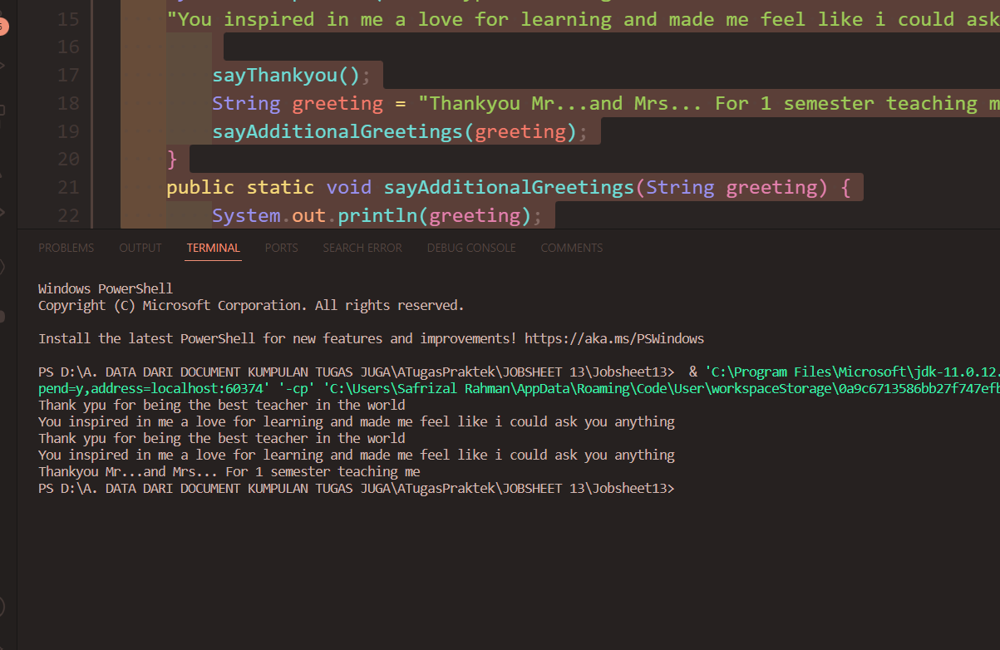 15 "You inspired in me a love for learning and made me feel like i could ask
16
17 sayThankyou();
18 String greeting = "Thankyou Mr...and Mrs... For 1 semester teaching m
19 sayAdditionalGreetings(greeting);
20 }
21 public static void sayAdditionalGreetings(String greeting) {
22 System.out.println(greeting);
PROBLEMS OUTPUT TERMINAL PORTS SEARCH ERROR DEBUG CONSOLE COMMENTS
Windows PowerShell
Copyright (C) Microsoft Corporation. All rights reserved.
Install the latest PowerShell for new features and improvements! https://aka.ms/PSWindows
PS D:\A. DATA DARI DOCUMENT KUMPULAN TUGAS JUGA\ATugasPraktek\JOBSHEET 13\Jobsheet13> & 'C:\Program Files\Microsoft\jdk-11.0.12.
pend=y,address=localhost:60374' '-cp' 'C:\Users\Safrizal Rahman\AppData\Roaming\Code\User\workspaceStorage\0a9c6713586bb27f747efb
Thank ypu for being the best teacher in the world
You inspired in me a love for learning and made me feel like i could ask you anything
Thank ypu for being the best teacher in the world
You inspired in me a love for learning and made me feel like i could ask you anything
Thankyou Mr...and Mrs... For 1 semester teaching me
PS D:\A. DATA DARI DOCUMENT KUMPULAN TUGAS JUGA\ATugasPraktek\JOBSHEET 13\Jobsheet13>